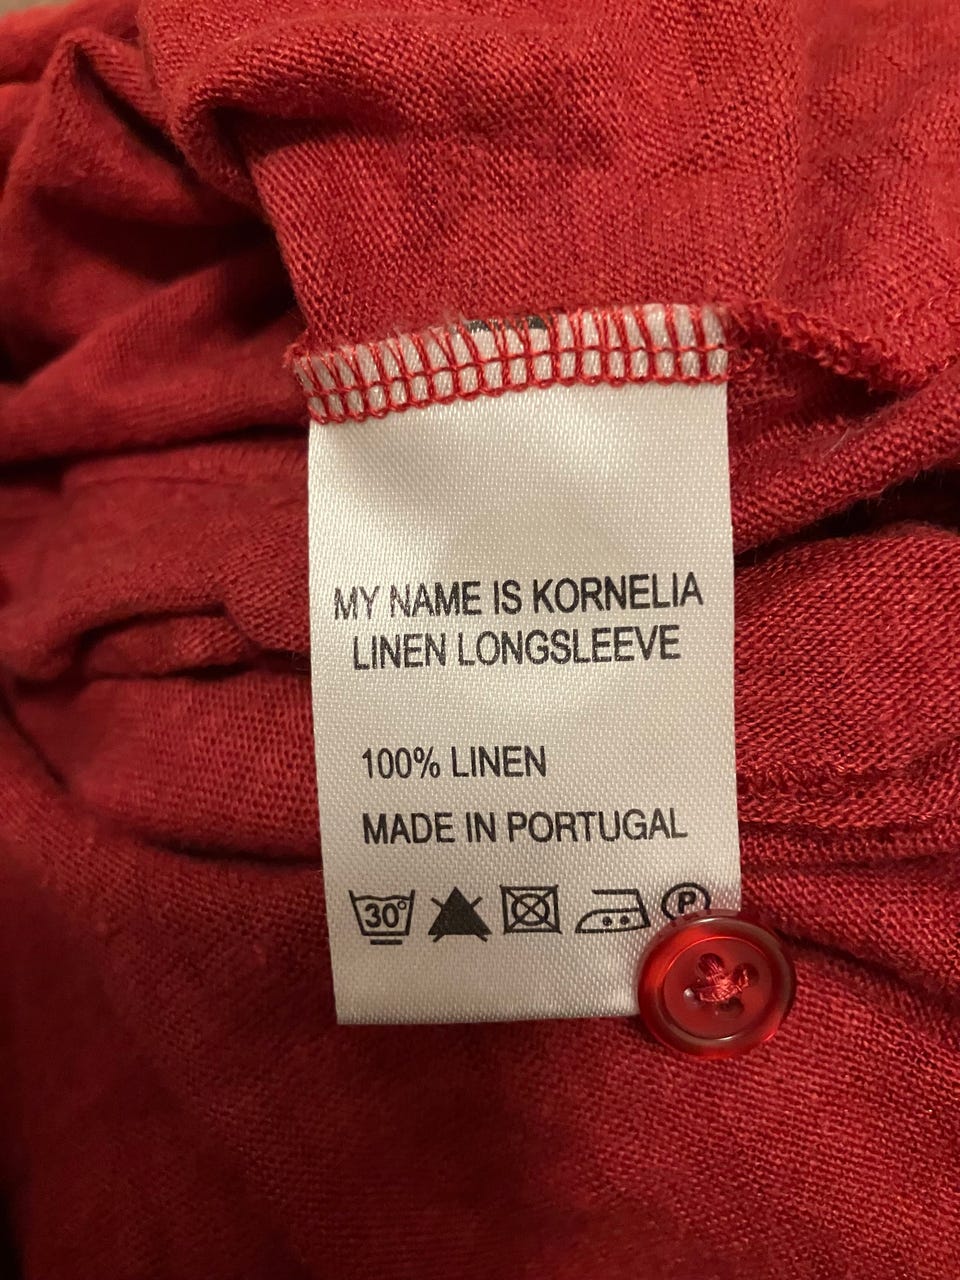 MY NAME IS KORNELIA
LINEN LONGSLEEVE
100% LINEN
MADE IN PORTUGAL
30° P